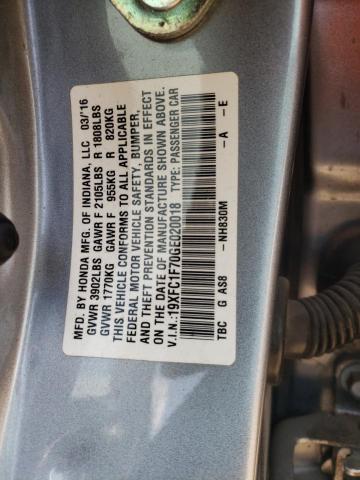 MFD. BY HONDA MFG. OF INDIANA, LLC 03/'16
GVWR 3902LBS GAWR F 2105LBS R 1808LBS
GVWR 1770KG GAWR F 955KG R 820KG
THIS VEHICLE CONFORMS TO ALL APPLICABLE
FEDERAL MOTOR VEHICLE SAFETY, BUMPER,
AND THEFT PREVENTION STANDARDS IN EFFECT
ON THE DATE OF MANUFACTURE SHOWN ABOVE.
V.I.N.:19XFC1F70GE020018 TYPE: PASSENGER CAR
TBC G AS8 -NH830M -A -E